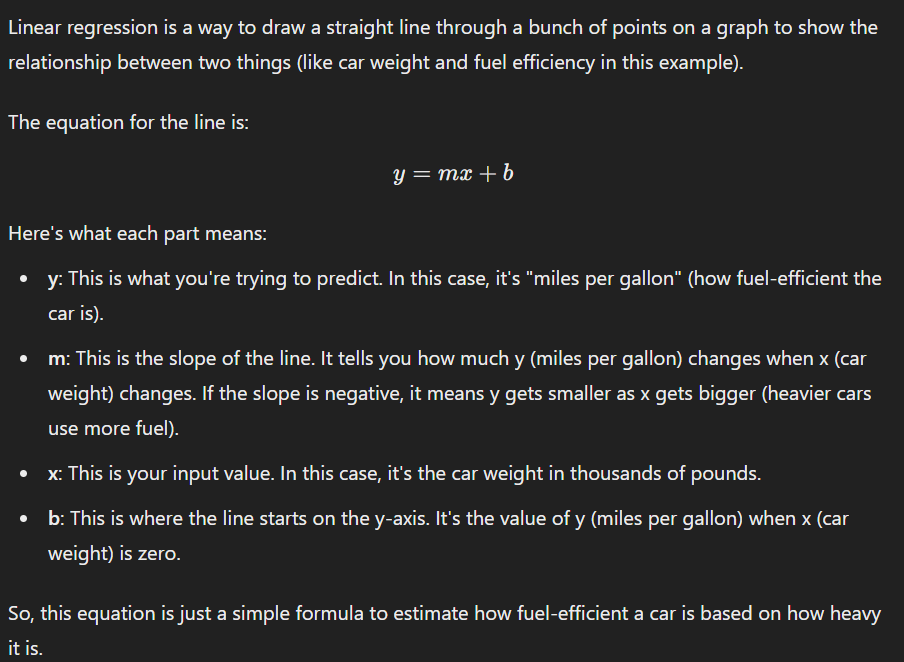 Linear regression is a way to draw a straight line through a bunch of points on a graph to show the
relationship between two things (like car weight and fuel efficiency in this example).
The equation for the line is:
y = mx + b
Here's what each part means:
• y: This is what you're trying to predict. In this case, it's "miles per gallon" (how fuel-efficient the
car is).
• m: This is the slope of the line. It tells you how much y (miles per gallon) changes when x (car
weight) changes. If the slope is negative, it means y gets smaller as x gets bigger (heavier cars
use more fuel).
• x: This is your input value. In this case, it's the car weight in thousands of pounds.
• b: This is where the line starts on the y-axis. It's the value of y (miles per gallon) when x (car
weight) is zero.
So, this equation is just a simple formula to estimate how fuel-efficient a car is based on how heavy
it is.